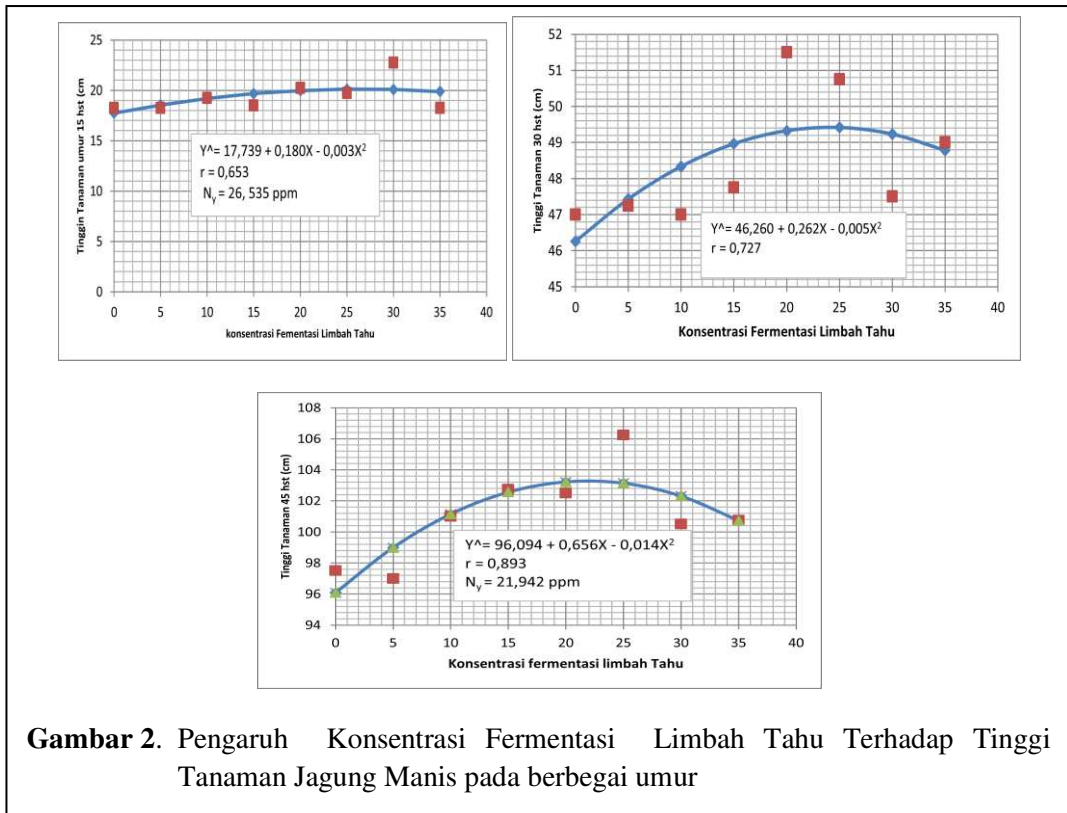 25
20
15
10
5
0
Tinggin Tanaman umur 15 hst (cm
Y^= 17,739 + 0,180X - 0,003X²
r = 0,653
Ny = 26, 535 ppm
0 5 10 15 20 25 30 35 40
konsentrasi Fermentasi Limbah Tahu
52
51
50
49
48
47
46
45
Tinggi Tanaman 30 hst (cm)
Y^= 46,260 + 0,262X - 0,005X²
r = 0,727
0 5 10 15 20 25 30 35 40
Konsentrasi Fermentasi Limbah Tahu
108
106
104
102
100
98
96
94
Tinggi Tanaman 45 hst (cm)
Y^= 96,094 + 0,656X - 0,014X²
r = 0,893
Ny = 21,942 ppm
0 5 10 15 20 25 30 35 40
Konsentrasi fermentasi limbah Tahu
Gambar 2. Pengaruh Konsentrasi Fermentasi Limbah Tahu Terhadap Tinggi
Tanaman Jagung Manis pada berbegai umur